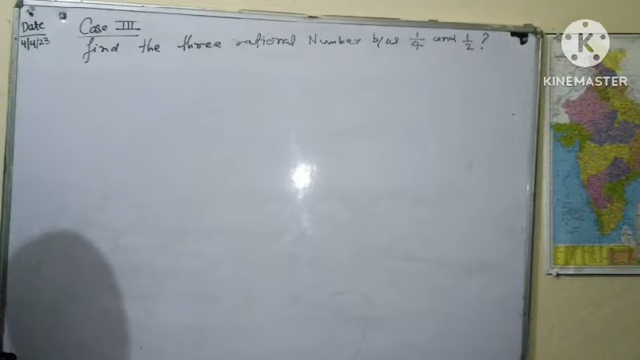 Date
4/4/23
Case III
find the three rational Number b/w 1/4 and 1/2 ?
K
KINEMASTER